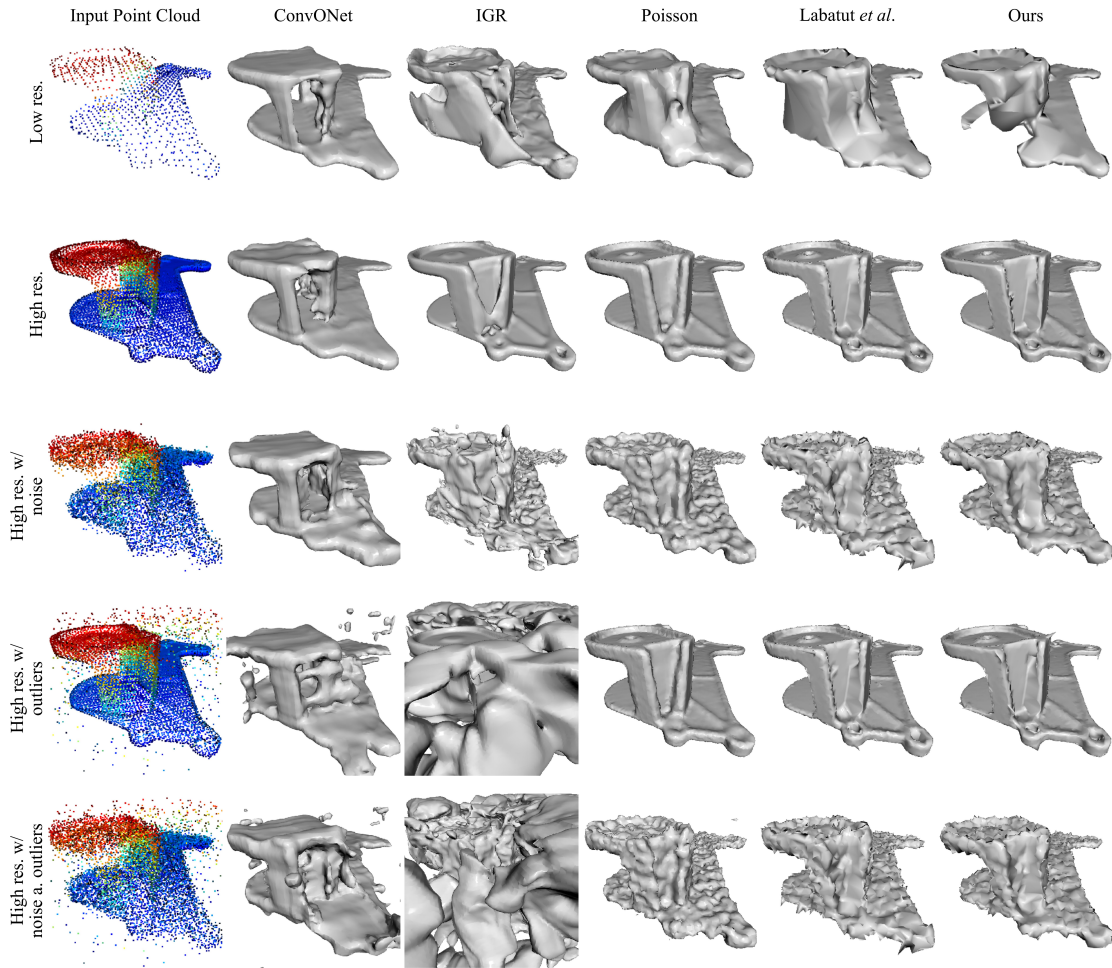 Input Point Cloud
ConvONet
IGR
Poisson
Labatut et al.
Ours
Low res.
High res.
High res. w/
noise
High res. w/
outliers
High res. w/
noise a. outliers